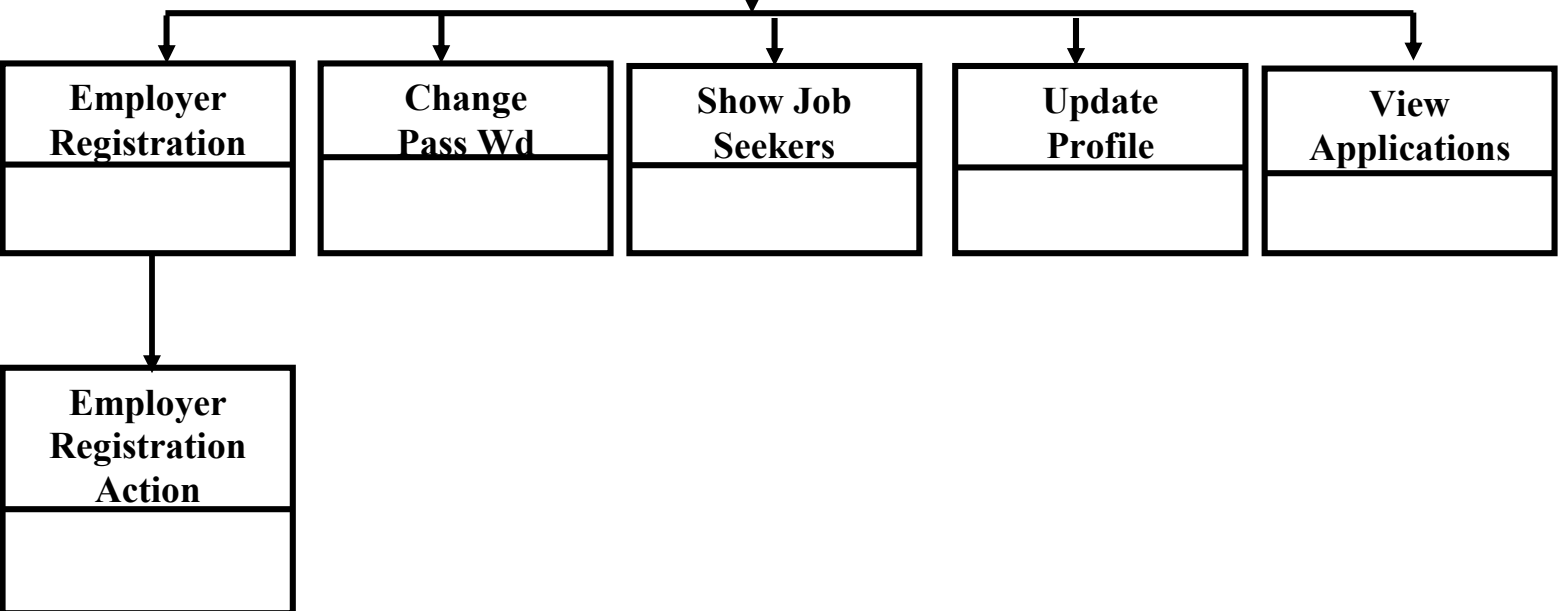 Employer
Registration
Change
Pass Wd
Show Job
Seekers
Update
Profile
View
Applications
Employer
Registration
Action